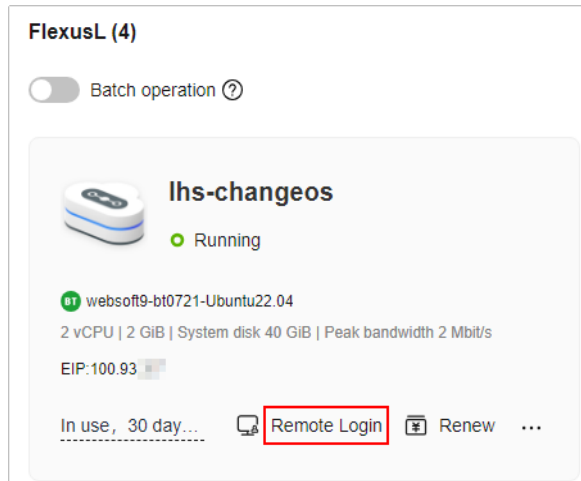 FlexusL (4)
Batch operation ?
lhs-changeos
Running
BT websoft9-bt0721-Ubuntu22.04
2 vCPU | 2 GiB | System disk 40 GiB | Peak bandwidth 2 Mbit/s
EIP:100.93
In use, 30 day... Remote Login ¥ Renew ...